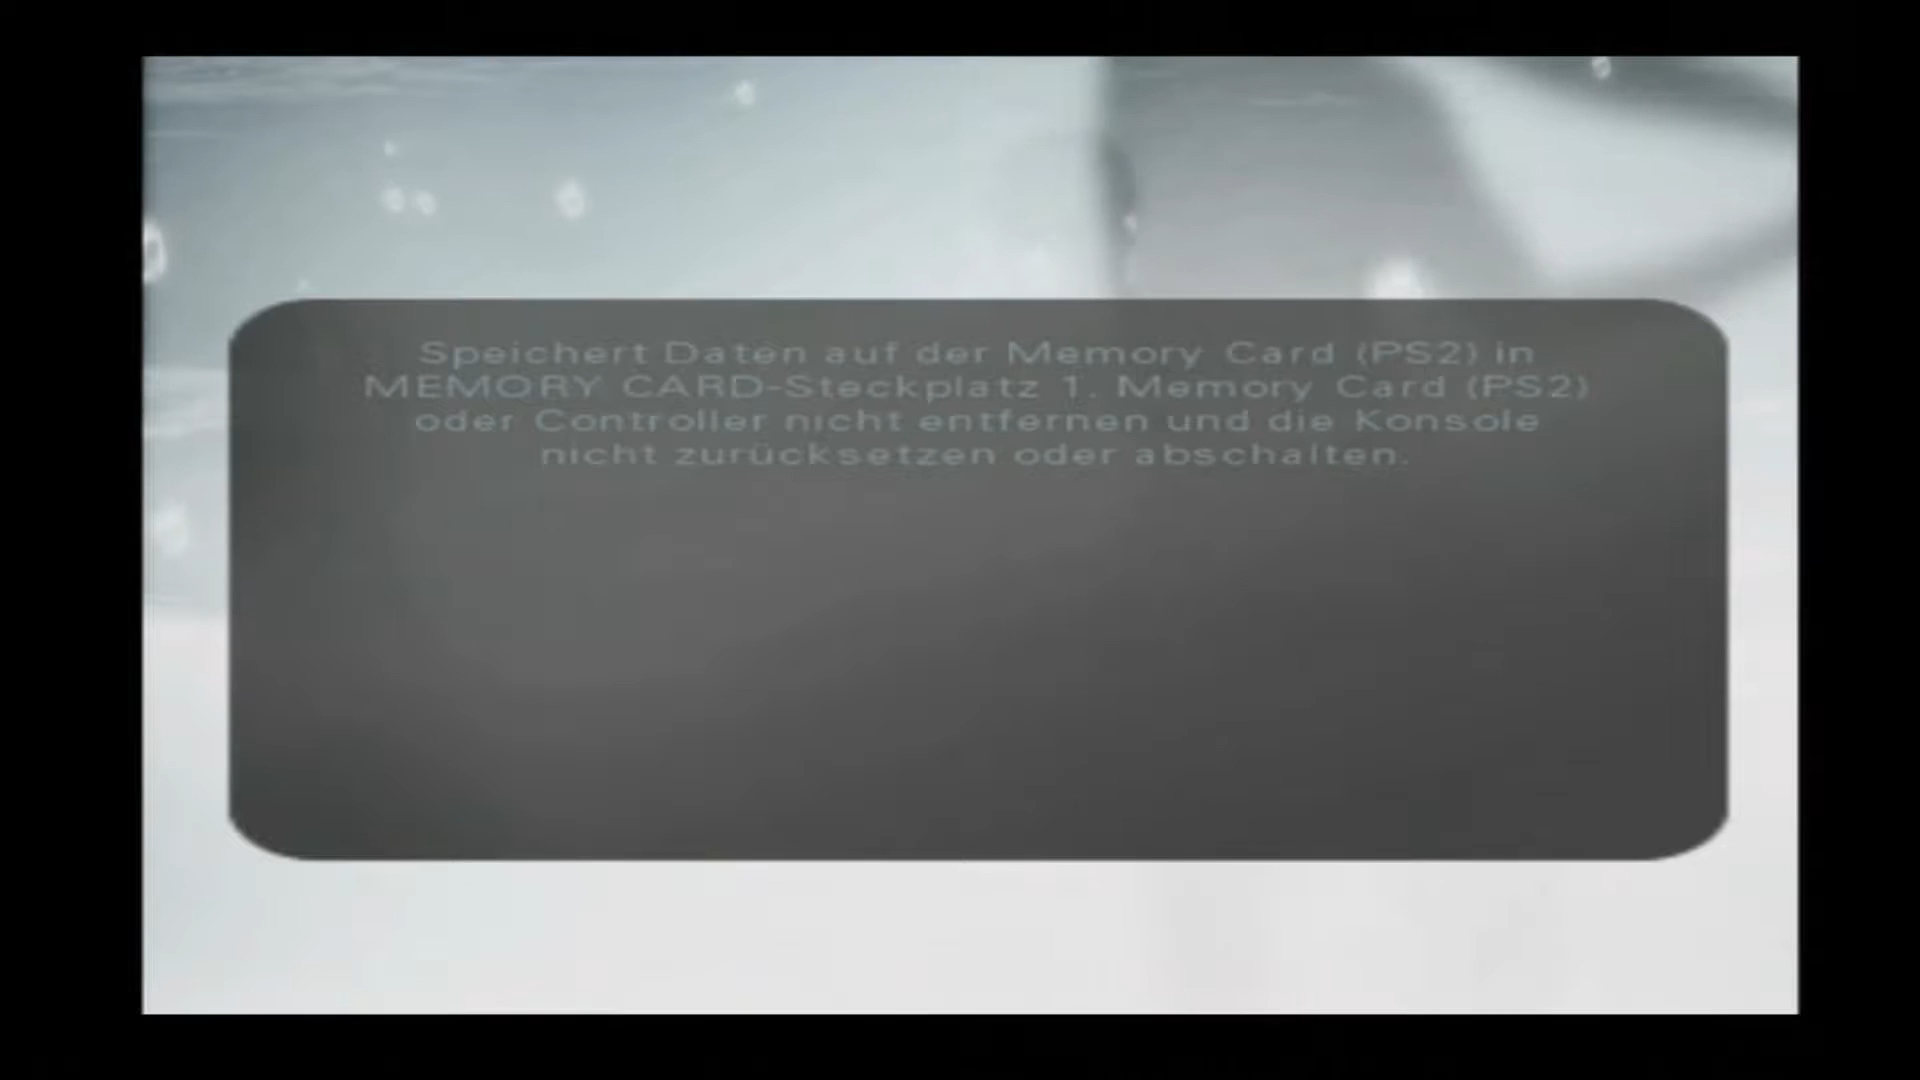 Speichert Daten auf der Memory Card (PS2) in
MEMORY CARD-Steckplatz 1. Memory Card (PS2)
oder Controller nicht entfernen und die Konsole
nicht zurücksetzen oder abschalten.